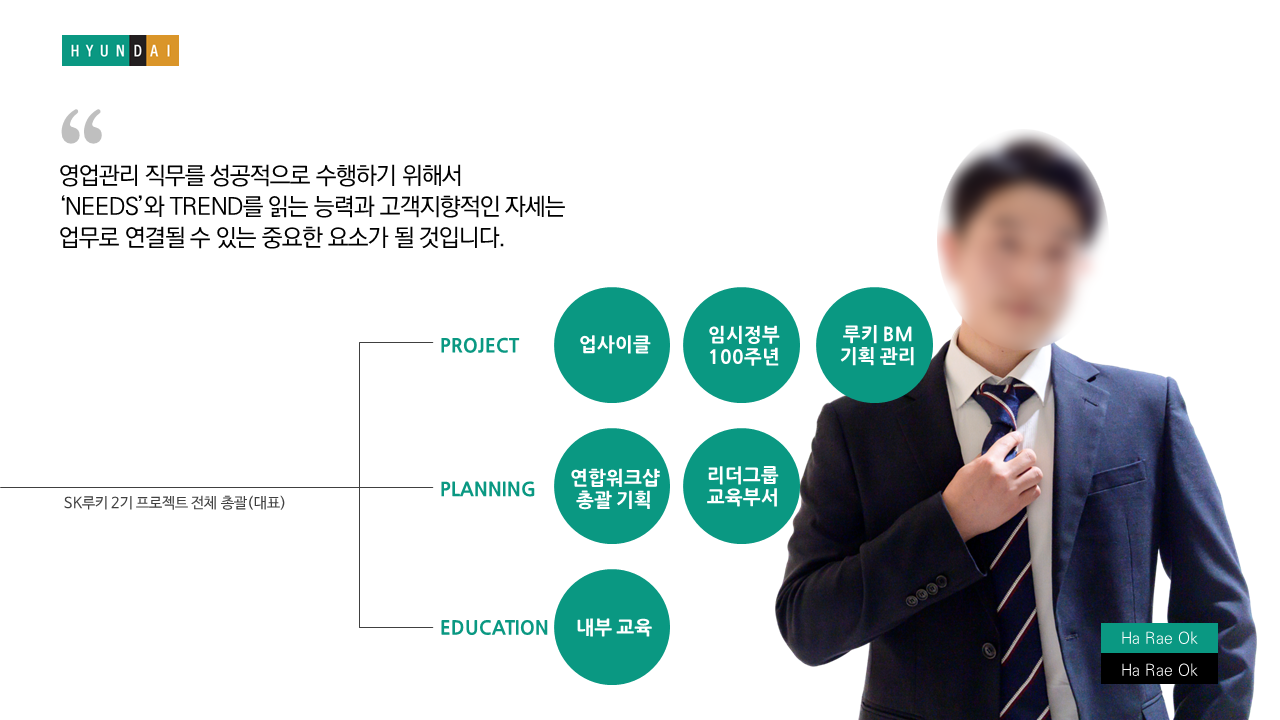 HYUNDAI
“
영업관리 직무를 성공적으로 수행하기 위해서
‘NEEDS’와 TREND를 읽는 능력과 고객지향적인 자세는
업무로 연결될 수 있는 중요한 요소가 될 것입니다.
PROJECT
업사이클
임시정부
100주년
루키 BM
기획 관리
SK루키 2기 프로젝트 전체 총괄(대표)
PLANNING
연합워크샵
총괄 기획
리더그룹
교육부서
EDUCATION
내부 교육
Ha Rae Ok
Ha Rae Ok